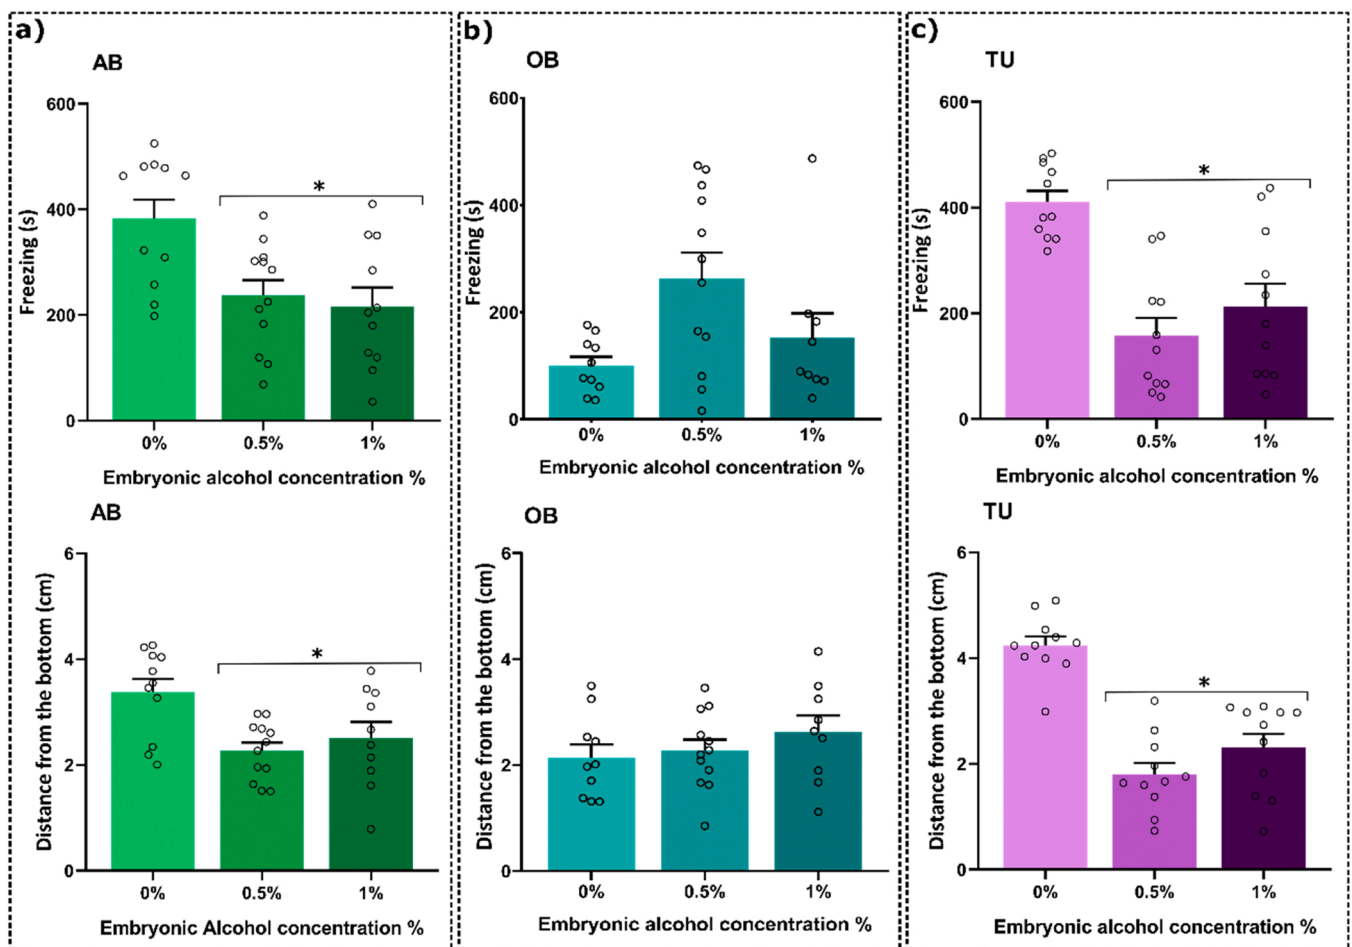 a)
AB
600
400
200
0
Freezing (s)
*
0% 0.5% 1%
Embryonic alcohol concentration %
AB
6
4
2
0
Distance from the bottom (cm)
*
0% 0.5% 1%
Embryonic Alcohol concentration %
b)
OB
600
400
200
0
Freezing (s)
0% 0.5% 1%
Embryonic alcohol concentration %
OB
6
4
2
0
Distance from the bottom (cm)
0% 0.5% 1%
Embryonic alcohol concentration %
c)
TU
600
400
200
0
Freezing (s)
*
0% 0.5% 1%
Embryonic alcohol concentration %
TU
6
4
2
0
Distance from the bottom (cm)
*
0% 0.5% 1%
Embryonic alcohol concentration %